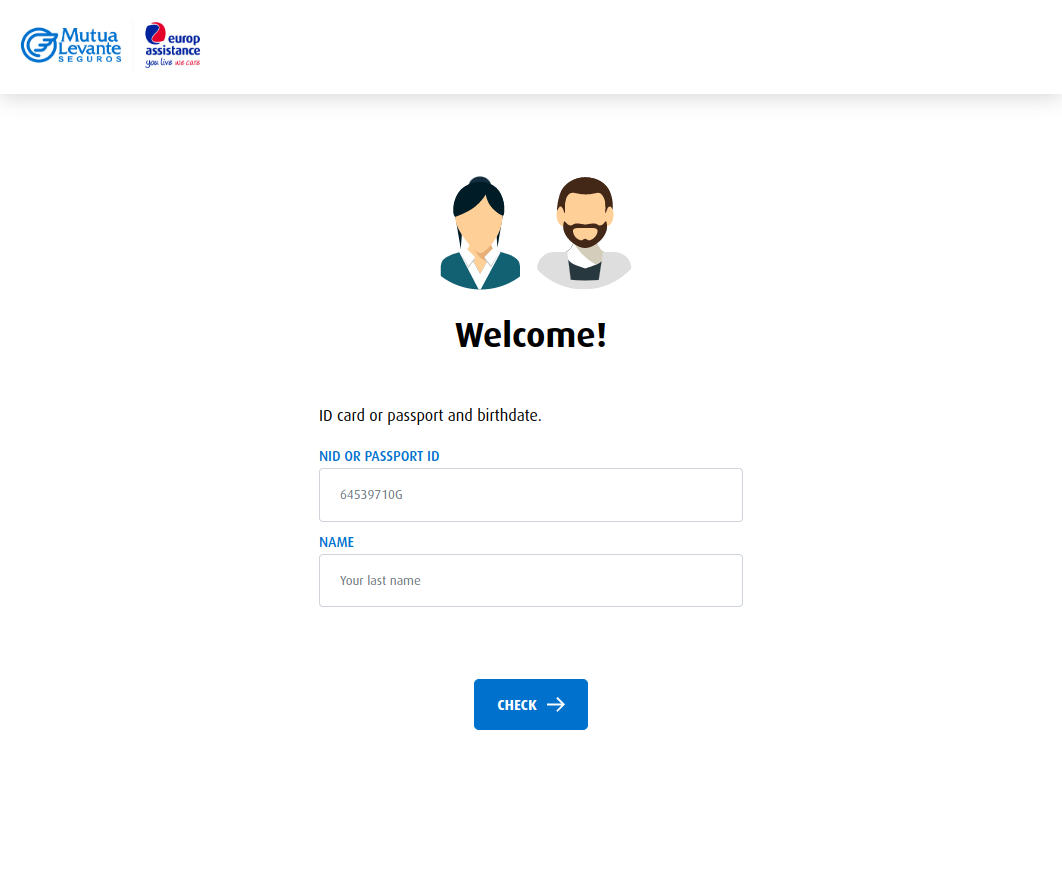 Mutua
Levante
SEGUROS
europ
assistance
you live we care
Welcome!
ID card or passport and birthdate.
NID OR PASSPORT ID
64539710G
NAME
Your last name
CHECK